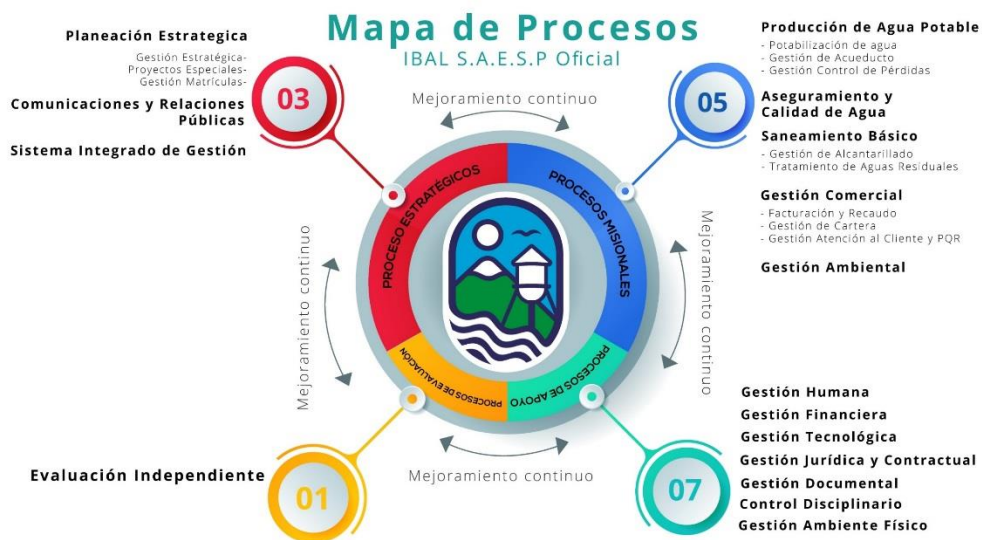 Mapa de Procesos
IBAL S.A.E.S.P Oficial
Planeación Estrategica
Gestión Estratégica-
Proyectos Especiales-
Gestión Matrículas-
Comunicaciones y Relaciones
Públicas
Sistema Integrado de Gestión
03
Mejoramiento continuo
05
Producción de Agua Potable
- Potabilización de agua
- Gestión de Acueducto
- Gestión Control de Pérdidas
Aseguramiento y
Calidad de Agua
Saneamiento Básico
- Gestión de Alcantarillado
- Tratamiento de Aguas Residuales
Gestión Comercial
- Facturación y Recaudo
- Gestión de Cartera
- Gestión Atención al Cliente y PQR
Gestión Ambiental
PROCESO ESTRATÉGICOS
PROCESOS MISIONALES
Mejoramiento continuo
Mejoramiento continuo
PROCESOS DE EVALUACIÓN
PROCESOS DE APOYO
Evaluación Independiente
01
Mejoramiento continuo
07
Gestión Humana
Gestión Financiera
Gestión Tecnológica
Gestión Jurídica y Contractual
Gestión Documental
Control Disciplinario
Gestión Ambiente Físico